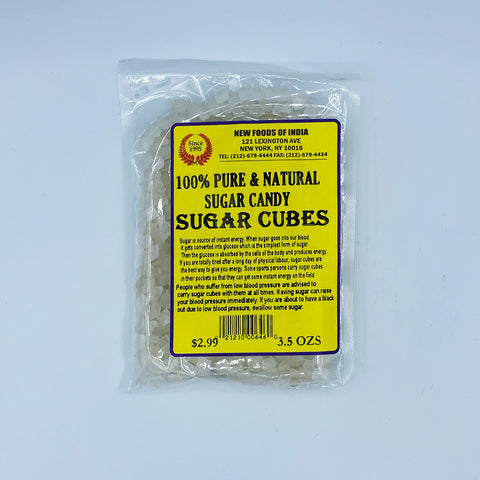 Since
1995
NEW FOODS OF INDIA
121 LEXINGTON AVE
NEW YORK, NY 10016
TEL: (212)-679-4444 FAX: (212)-679-4434
100% PURE & NATURAL
SUGAR CANDY
SUGAR CUBES
Sugar is source of instant energy. When sugar goes into our blood,
it gets converted into glucose which is the simplest form of sugar.
Then the glucose is absorbed by the cells of the body and produces energy.
If you are totally tired after a long day of physical labour, sugar cubes are
the best way to give you energy. Some sports persons carry sugar cubes
in their pockets so that they can get some instant energy on the field
People who suffer from low blood pressure are advised to
carry sugar cubes with them at all times. Having sugar can raise
your blood pressure immediately. If you are about to have a black
out due to low blood pressure, swallow some sugar.
$2.99
21210 00646 0
3.5 OZS